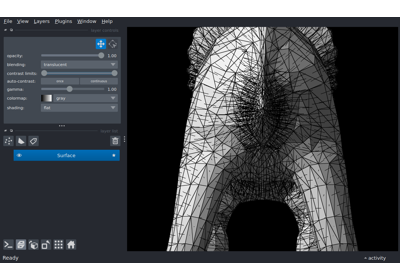 File View Layers Plugins Window Help
opacity: 1.00
blending: translucent
contrast limits:
auto-contrast: once continuous
gamma: 1.00
colormap: gray
shading: flat
Surface
Ready activity